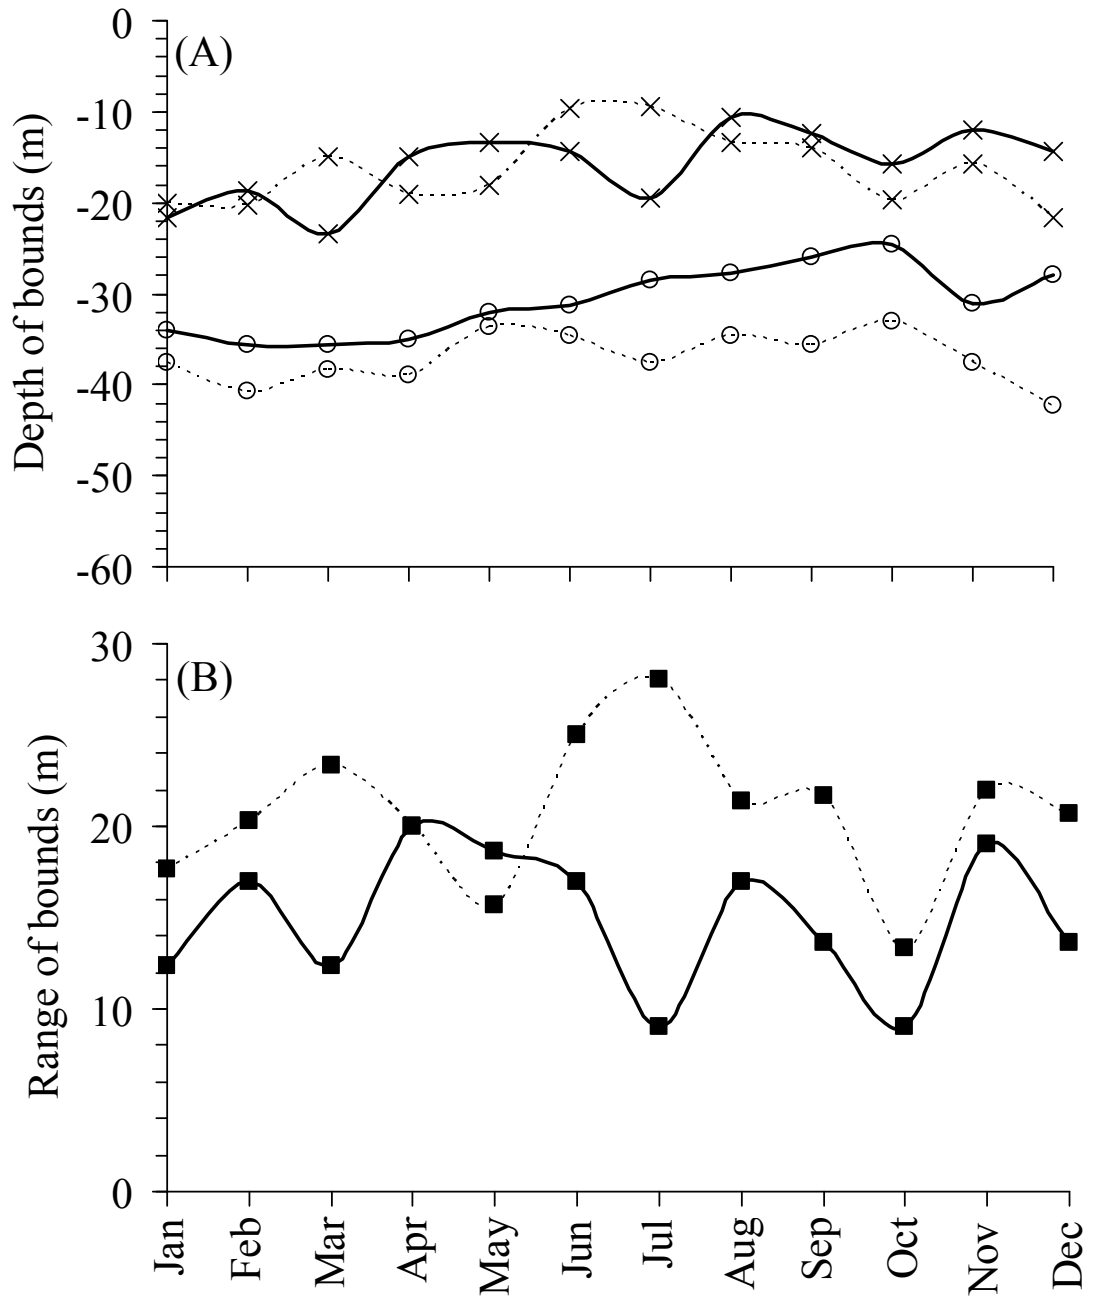 0
(A)
-10
-20
-30
-40
-50
-60
Depth of bounds (m)
30
(B)
20
10
0
Range of bounds (m)
Jan
Feb
Mar
Apr
May
Jun
Jul
Aug
Sep
Oct
Nov
Dec